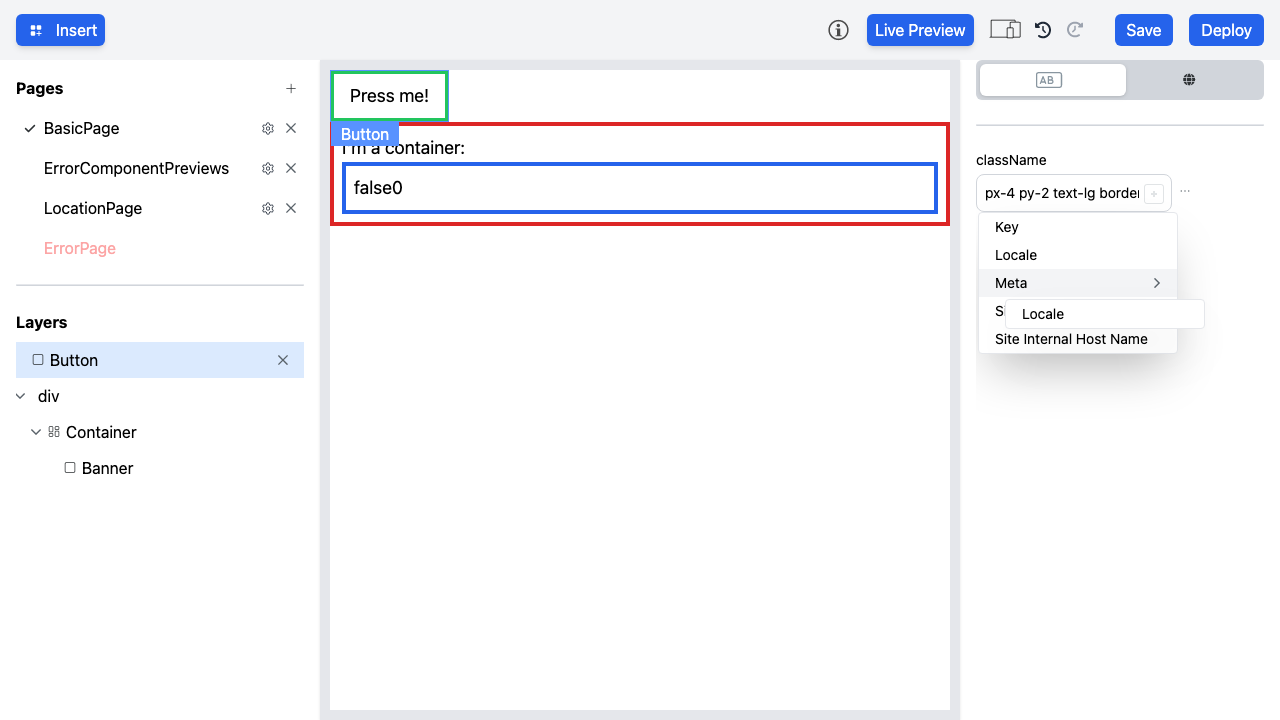 Insert
Live Preview
Save
Deploy
Pages
BasicPage
ErrorComponentPreviews
LocationPage
ErrorPage
Layers
Button
div
Container
Banner
Press me!
Button
I'm a container:
false0
AB
className
px-4 py-2 text-lg border
Key
Locale
Meta
Locale
Site Internal Host Name